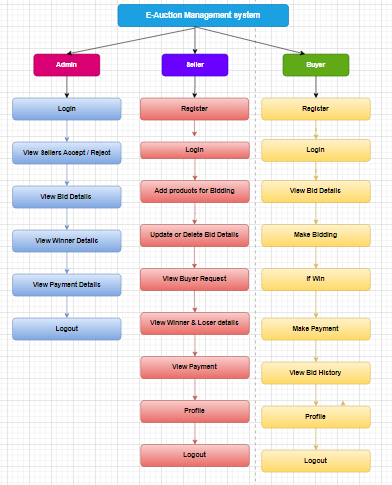 E-Auction Management system
Admin
Seller
Buyer
Login
View Sellers Accept / Reject
View Bid Details
View Winner Details
View Payment Details
Logout
Register
Login
Add products for Bidding
Update or Delete Bid Details
View Buyer Request
View Winner & Loser details
View Payment
Profile
Logout
Register
Login
View Bid Details
Make Bidding
If Win
Make Payment
View Bid History
Profile
Logout